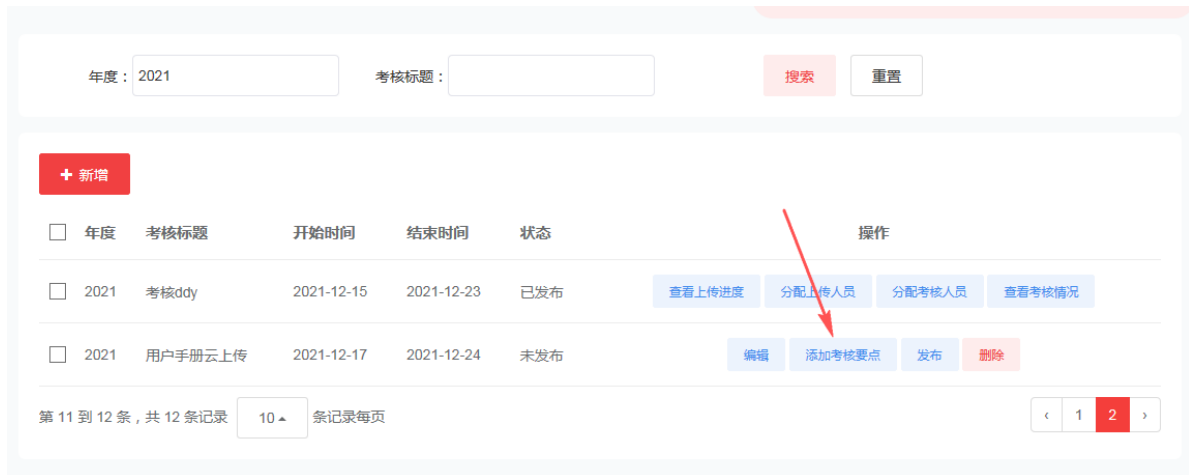 年度： 2021 考核标题： 搜索 重置
+ 新增
年度 考核标题 开始时间 结束时间 状态 操作
2021 考核ddy 2021-12-15 2021-12-23 已发布 查看上传进度 分配上传人员 分配考核人员 查看考核情况
2021 用户手册云上传 2021-12-17 2021-12-24 未发布 编辑 添加考核要点 发布 删除
第 11 到 12 条，共 12 条记录 10 条记录每页 ‹ 1 2 ›